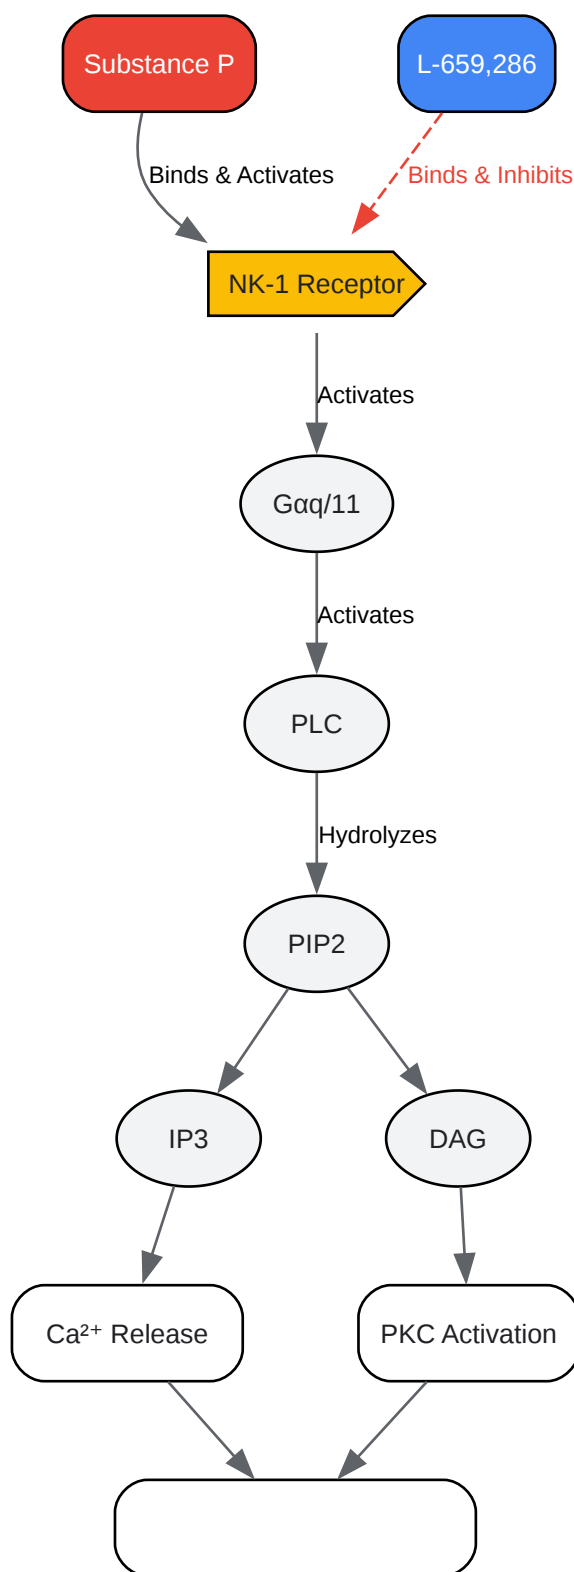 Substance P
L-659,286
Binds & Activates
Binds & Inhibits
NK-1 Receptor
Activates
Gαq/11
Activates
PLC
Hydrolyzes
PIP2
IP3
DAG
Ca²⁺ Release
PKC Activation